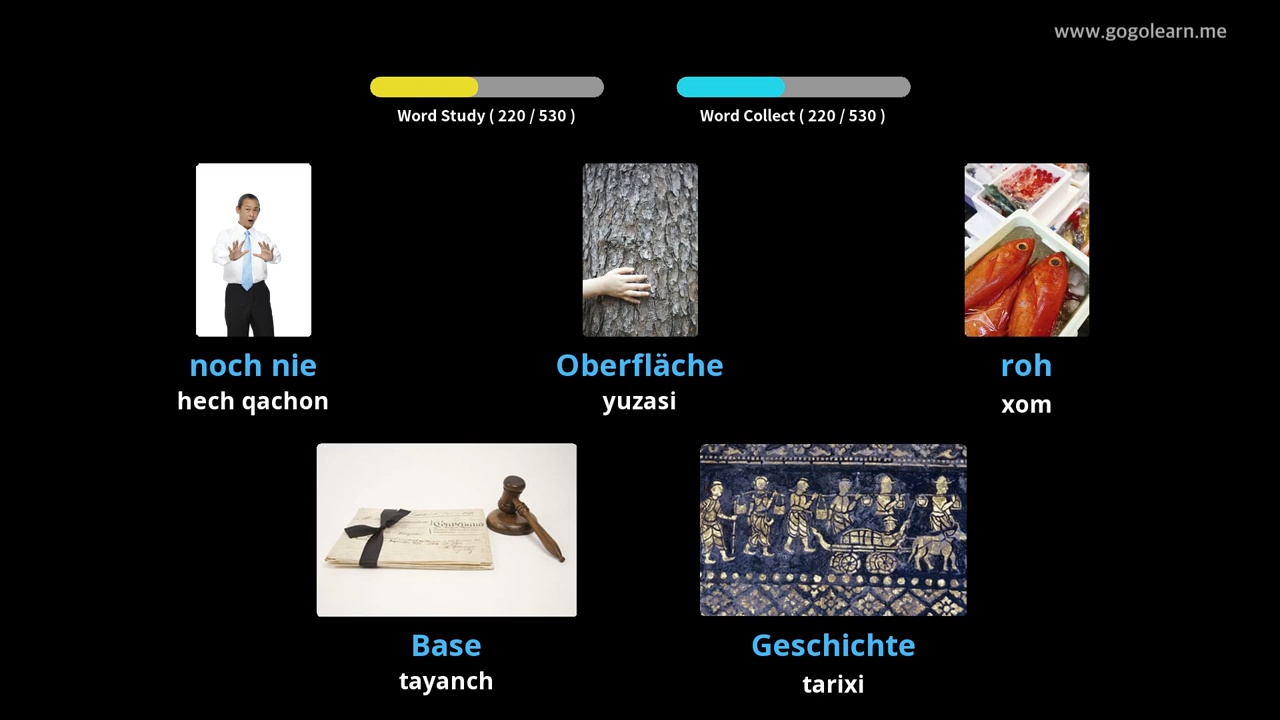 www.gogolearn.me
Word Study ( 220 / 530 )
Word Collect ( 220 / 530 )
noch nie
hech qachon
Oberfläche
yuzasi
roh
xom
Base
tayanch
Geschichte
tarixi